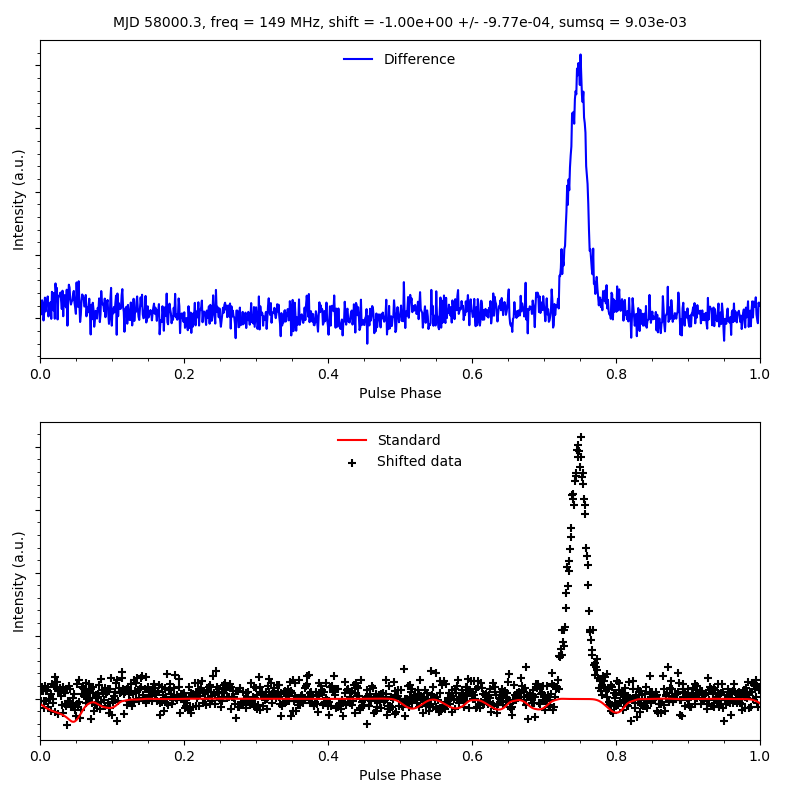 MJD 58000.3, freq = 149 MHz, shift = -1.00e+00 +/- -9.77e-04, sumsq = 9.03e-03
Difference
Intensity (a.u.)
0.0 0.2 0.4 0.6 0.8 1.0
Pulse Phase
Standard
Shifted data
Intensity (a.u.)
0.0 0.2 0.4 0.6 0.8 1.0
Pulse Phase